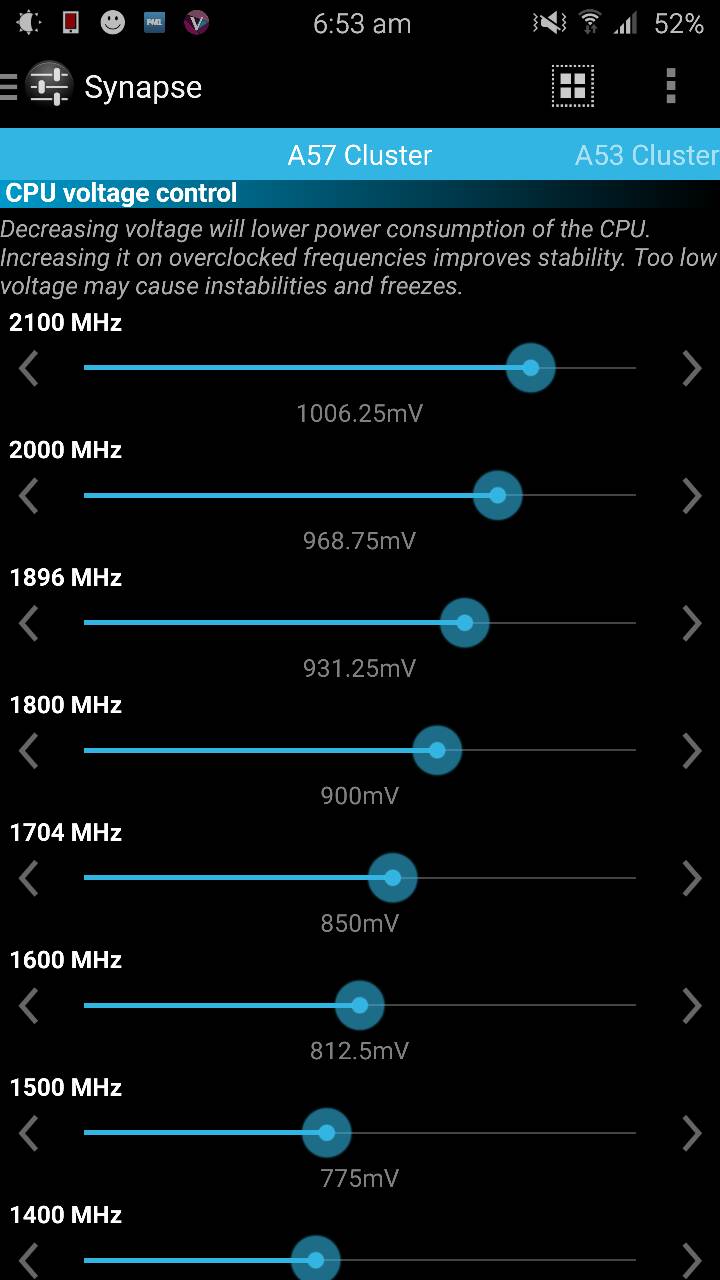 6:53 am
52%
Synapse
A57 Cluster
A53 Cluster
CPU voltage control
Decreasing voltage will lower power consumption of the CPU.
Increasing it on overclocked frequencies improves stability. Too low
voltage may cause instabilities and freezes.
2100 MHz
1006.25mV
2000 MHz
968.75mV
1896 MHz
931.25mV
1800 MHz
900mV
1704 MHz
850mV
1600 MHz
812.5mV
1500 MHz
775mV
1400 MHz